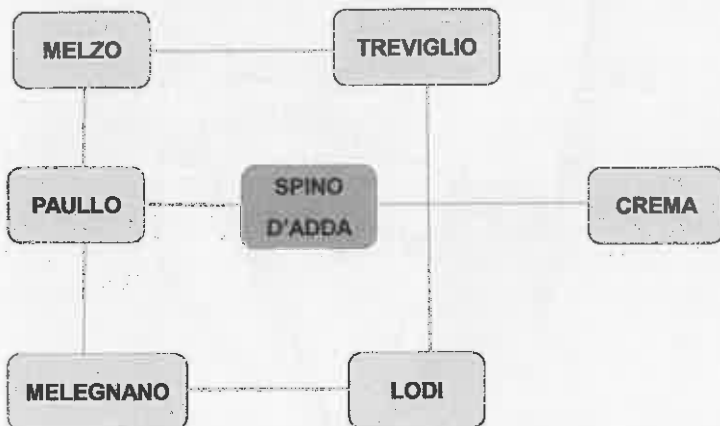 MELZO
TREVIGLIO
PAULLO
SPINO
D'ADDA
CREMA
MELEGNANO
LODI